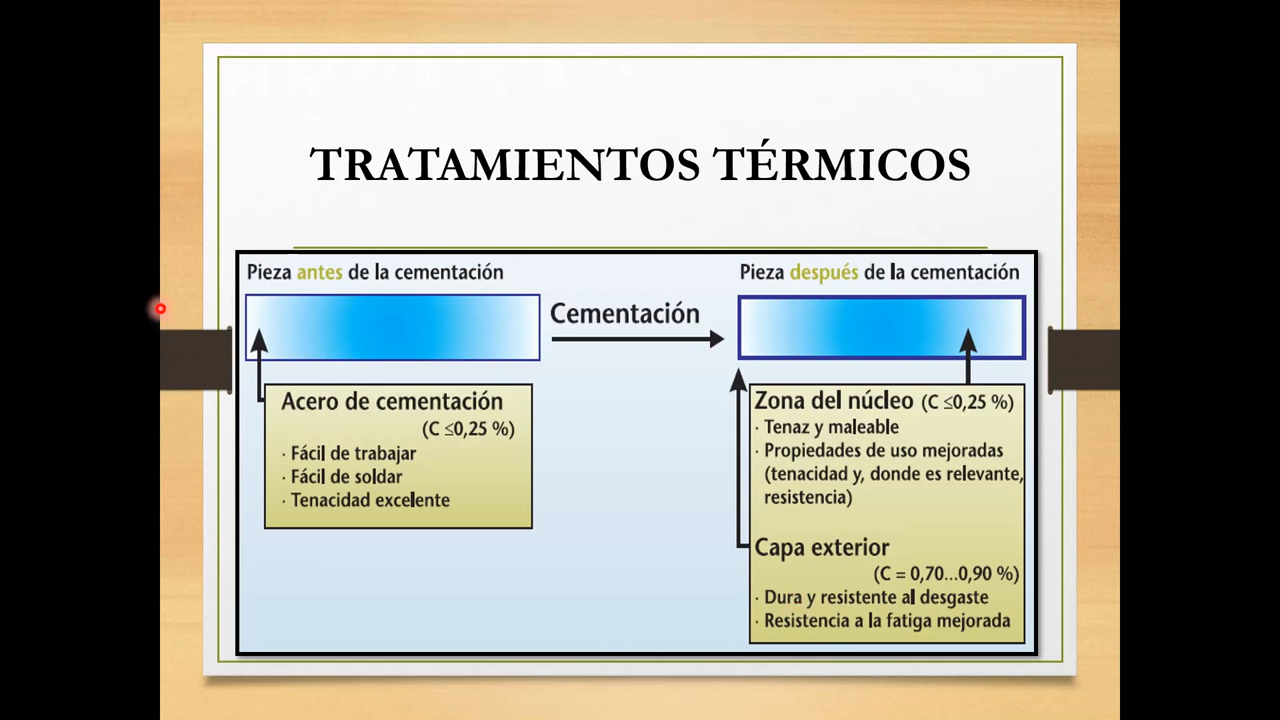 TRATAMIENTOS TÉRMICOS
Pieza antes de la cementación
Cementación
Pieza después de la cementación
Acero de cementación
(C ≤0,25 %)
· Fácil de trabajar
· Fácil de soldar
· Tenacidad excelente
Zona del núcleo (C ≤0,25 %)
· Tenaz y maleable
· Propiedades de uso mejoradas
(tenacidad y, donde es relevante,
resistencia)
Capa exterior
(C = 0,70...0,90 %)
· Dura y resistente al desgaste
· Resistencia a la fatiga mejorada